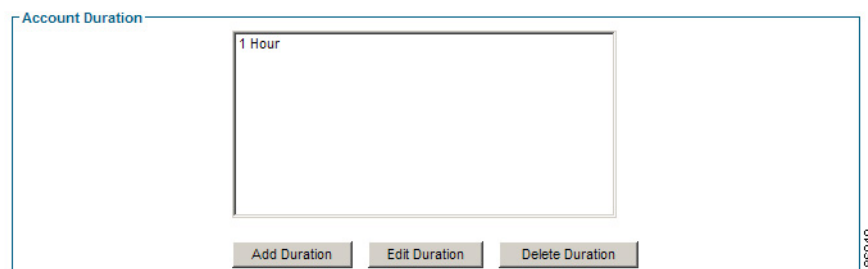 Account Duration
1 Hour
Add Duration
Edit Duration
Delete Duration